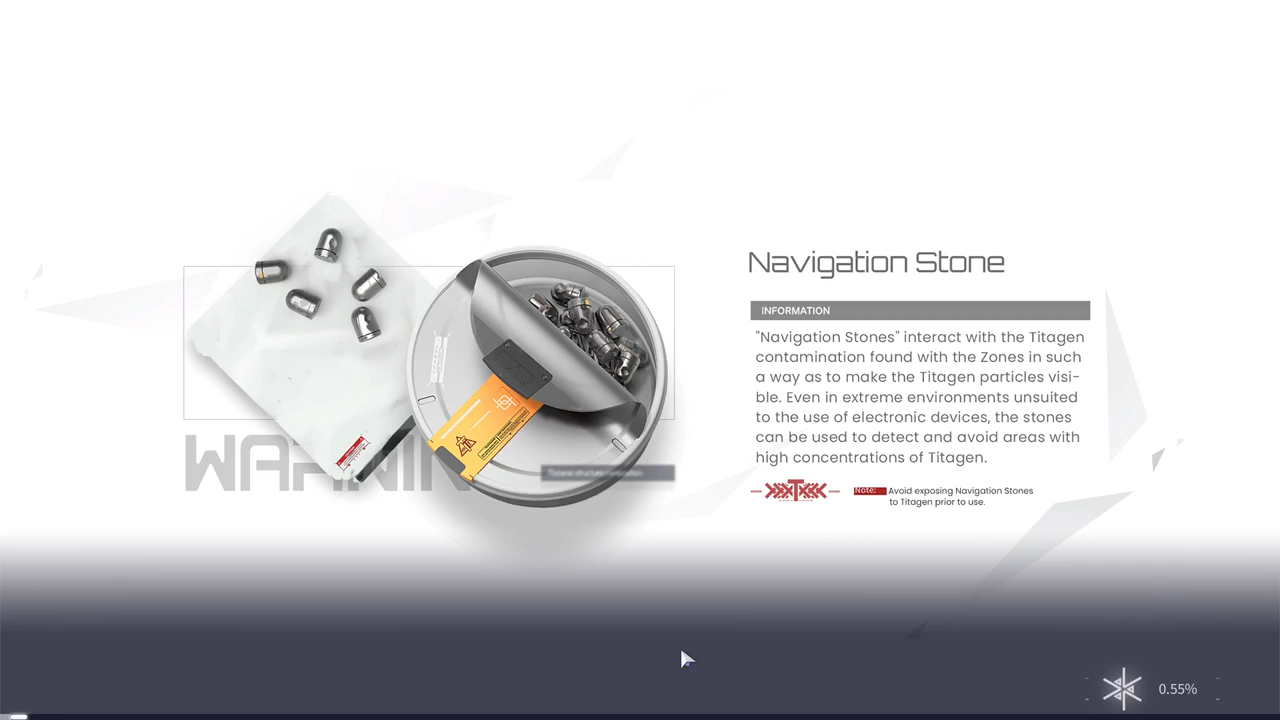 Navigation Stone
INFORMATION
"Navigation Stones" interact with the Titagen
contamination found with the Zones in such
a way as to make the Titagen particles visi-
ble. Even in extreme environments unsuited
to the use of electronic devices, the stones
can be used to detect and avoid areas with
high concentrations of Titagen.
Note: Avoid exposing Navigation Stones
to Titagen prior to use.
WARNIN
0.55%